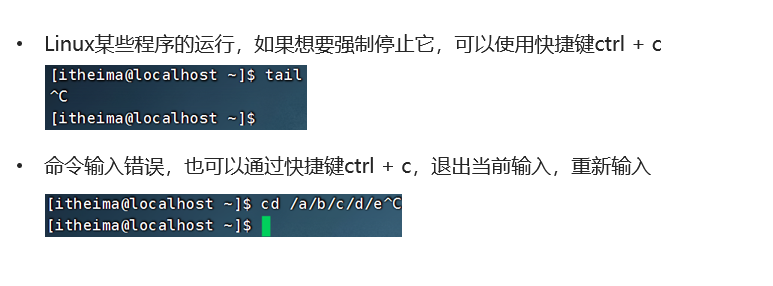 • Linux某些程序的运行，如果想要强制停止它，可以使用快捷键ctrl + c
[itheima@localhost ~]$ tail
^C
[itheima@localhost ~]$
• 命令输入错误，也可以通过快捷键ctrl + c，退出当前输入，重新输入
[itheima@localhost ~]$ cd /a/b/c/d/e^C
[itheima@localhost ~]$